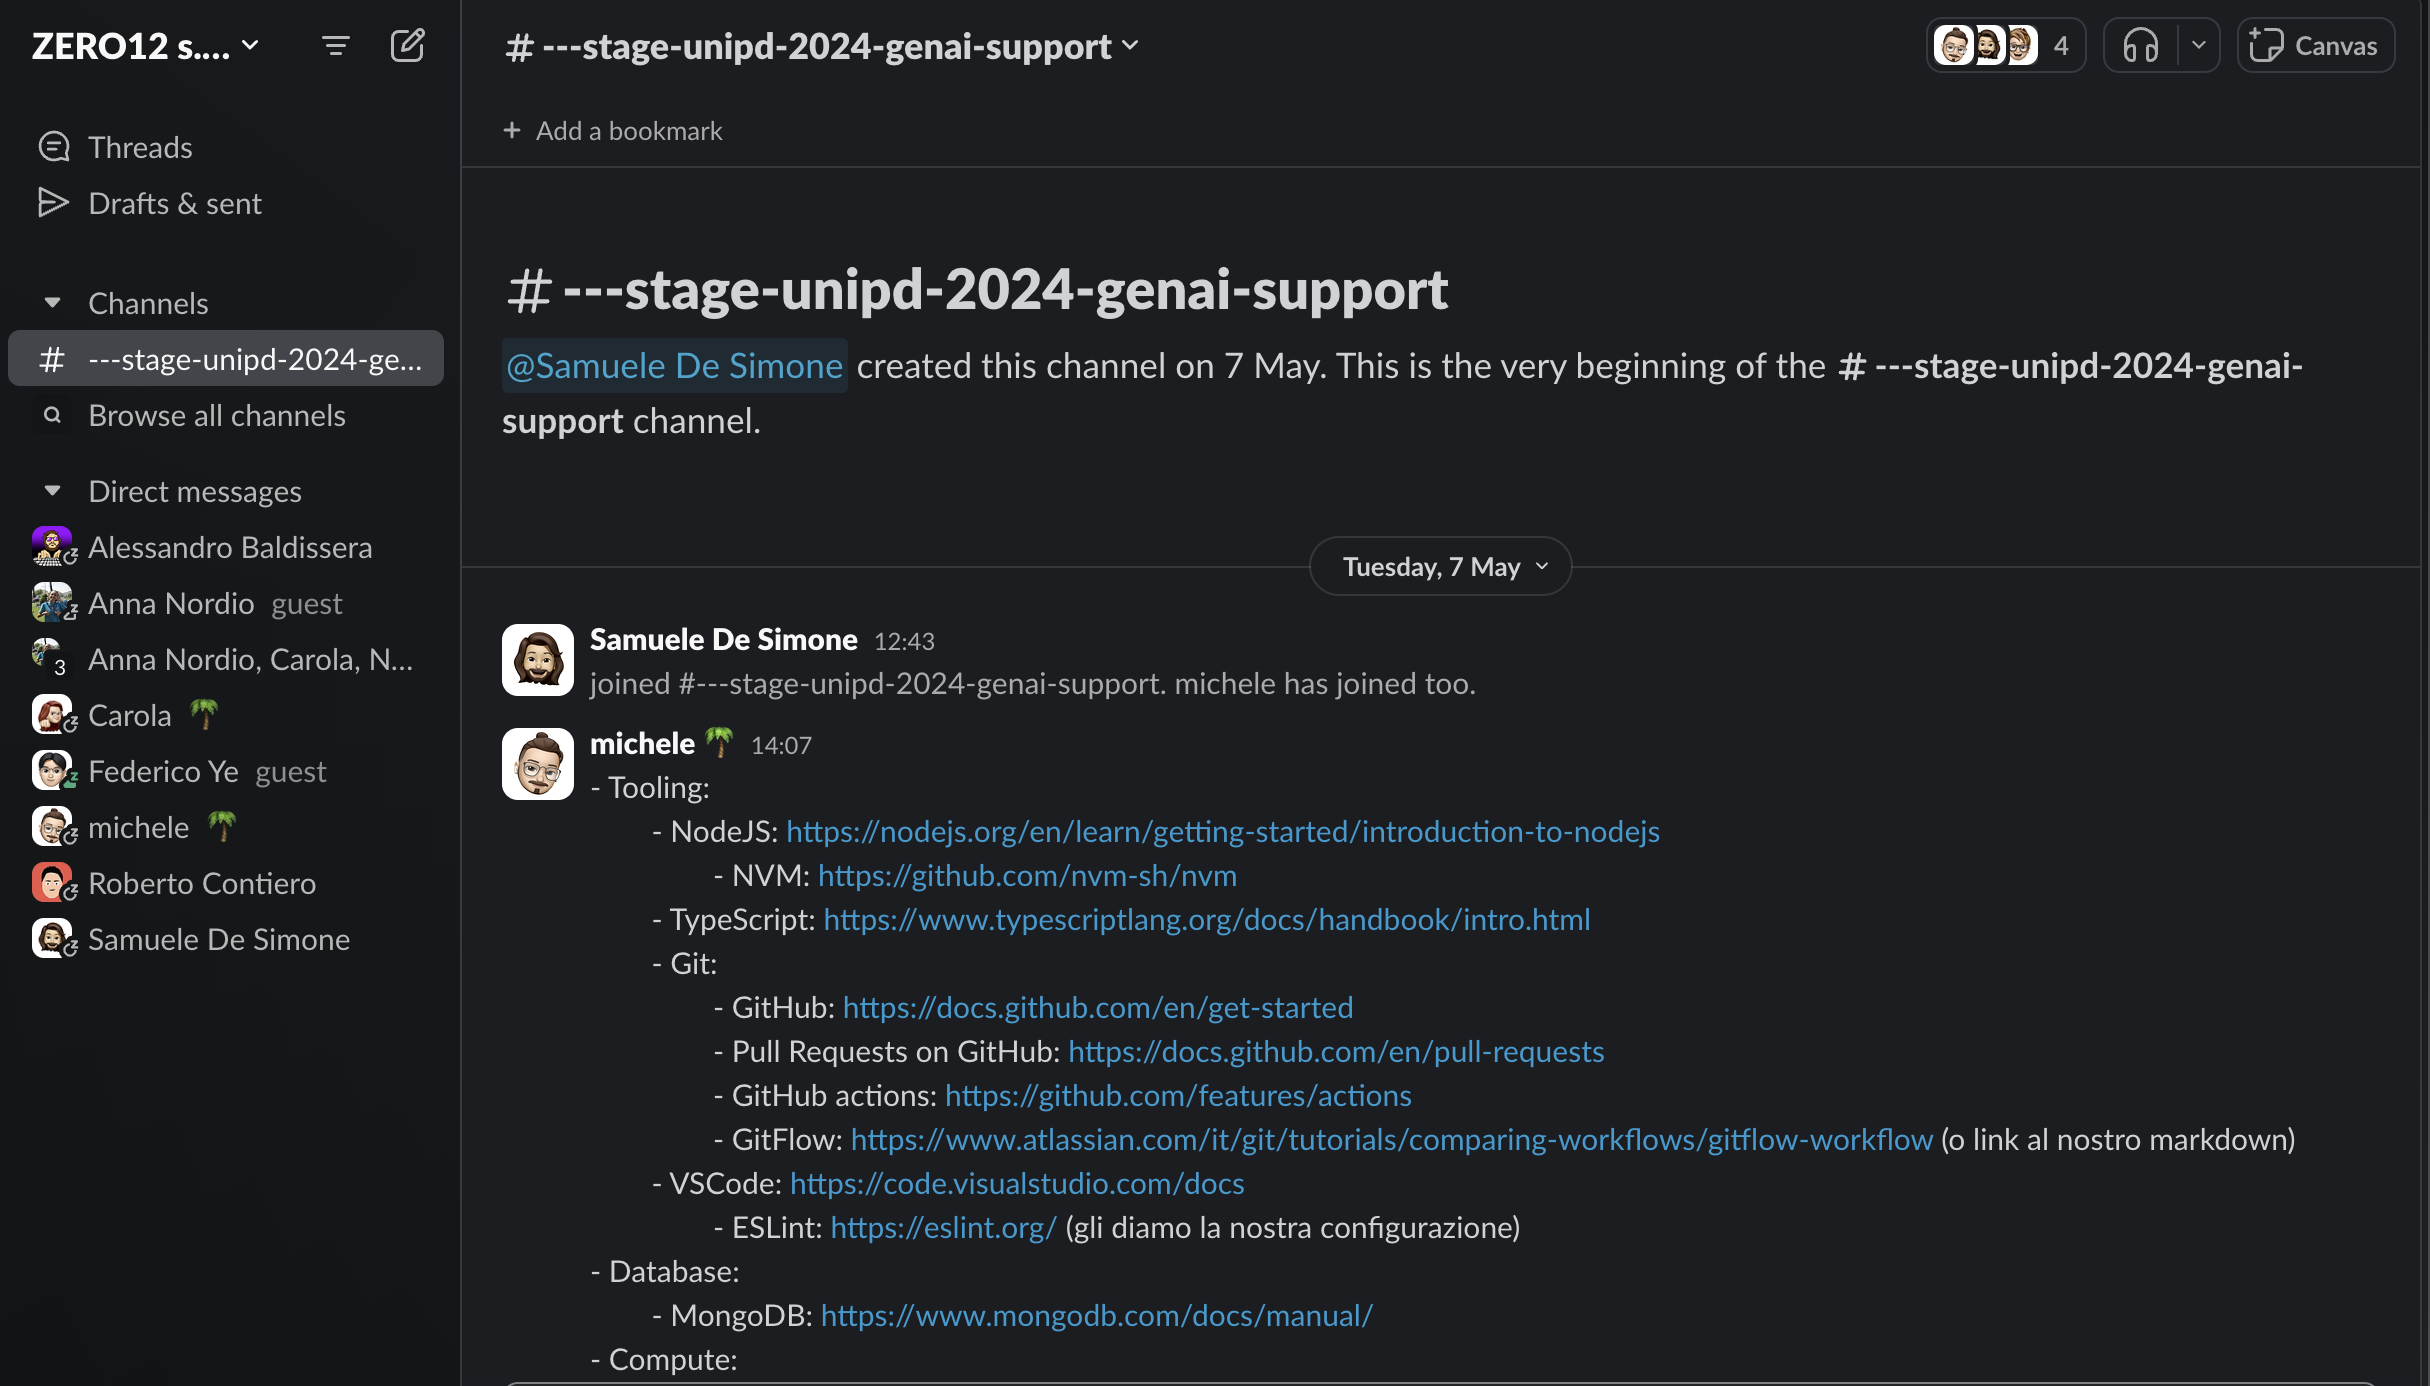 ZERO12 s....
Threads
Drafts & sent
Channels
# ---stage-unipd-2024-ge...
Browse all channels
Direct messages
Alessandro Baldissera
Anna Nordio guest
3 Anna Nordio, Carola, N...
Carola 🌴
Federico Ye guest
michele 🌴
Roberto Contiero
Samuele De Simone
# ---stage-unipd-2024-genai-support
4
Canvas
+ Add a bookmark
# ---stage-unipd-2024-genai-support
@Samuele De Simone created this channel on 7 May. This is the very beginning of the # ---stage-unipd-2024-genai-
support channel.
Tuesday, 7 May
Samuele De Simone 12:43
joined #---stage-unipd-2024-genai-support. michele has joined too.
michele 🌴 14:07
- Tooling:
- NodeJS: https://nodejs.org/en/learn/getting-started/introduction-to-nodejs
- NVM: https://github.com/nvm-sh/nvm
- TypeScript: https://www.typescriptlang.org/docs/handbook/intro.html
- Git:
- GitHub: https://docs.github.com/en/get-started
- Pull Requests on GitHub: https://docs.github.com/en/pull-requests
- GitHub actions: https://github.com/features/actions
- GitFlow: https://www.atlassian.com/it/git/tutorials/comparing-workflows/gitflow-workflow (o link al nostro markdown)
- VSCode: https://code.visualstudio.com/docs
- ESLint: https://eslint.org/ (gli diamo la nostra configurazione)
- Database:
- MongoDB: https://www.mongodb.com/docs/manual/
- Compute: